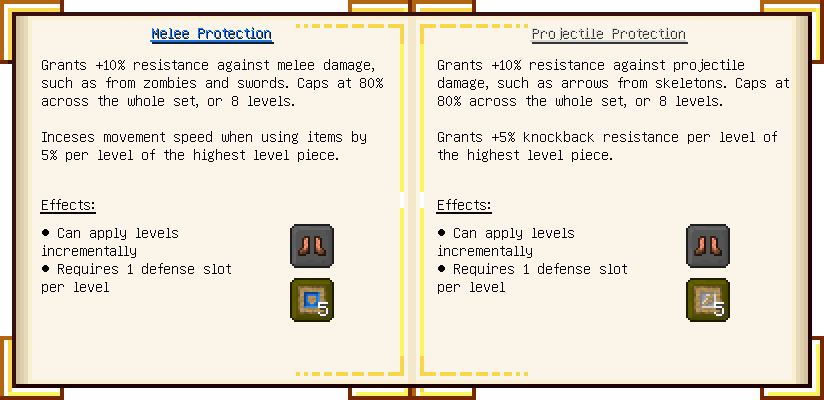 Melee Protection
Grants +10% resistance against melee damage,
such as from zombies and swords. Caps at 80%
across the whole set, or 8 levels.
Inceses movement speed when using items by
5% per level of the highest level piece.
Effects:
● Can apply levels
incrementally
● Requires 1 defense slot
per level
5
Projectile Protection
Grants +10% resistance against projectile
damage, such as arrows from skeletons. Caps at
80% across the whole set, or 8 levels.
Grants +5% knockback resistance per level of
the highest level piece.
Effects:
● Can apply levels
incrementally
● Requires 1 defense slot
per level
5